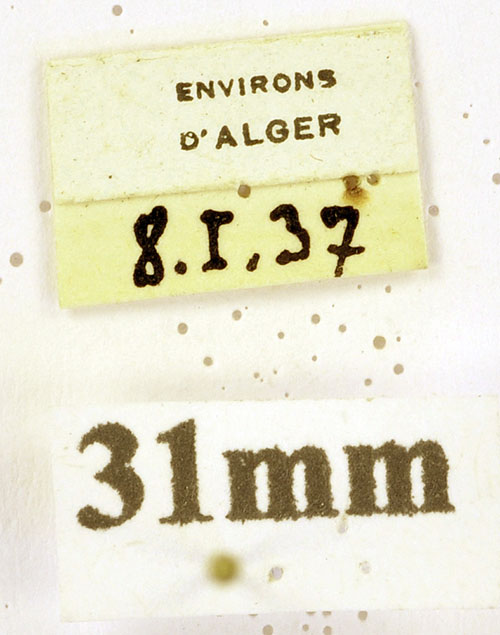 ENVIRONS
D'ALGER
8.I.37
31mm